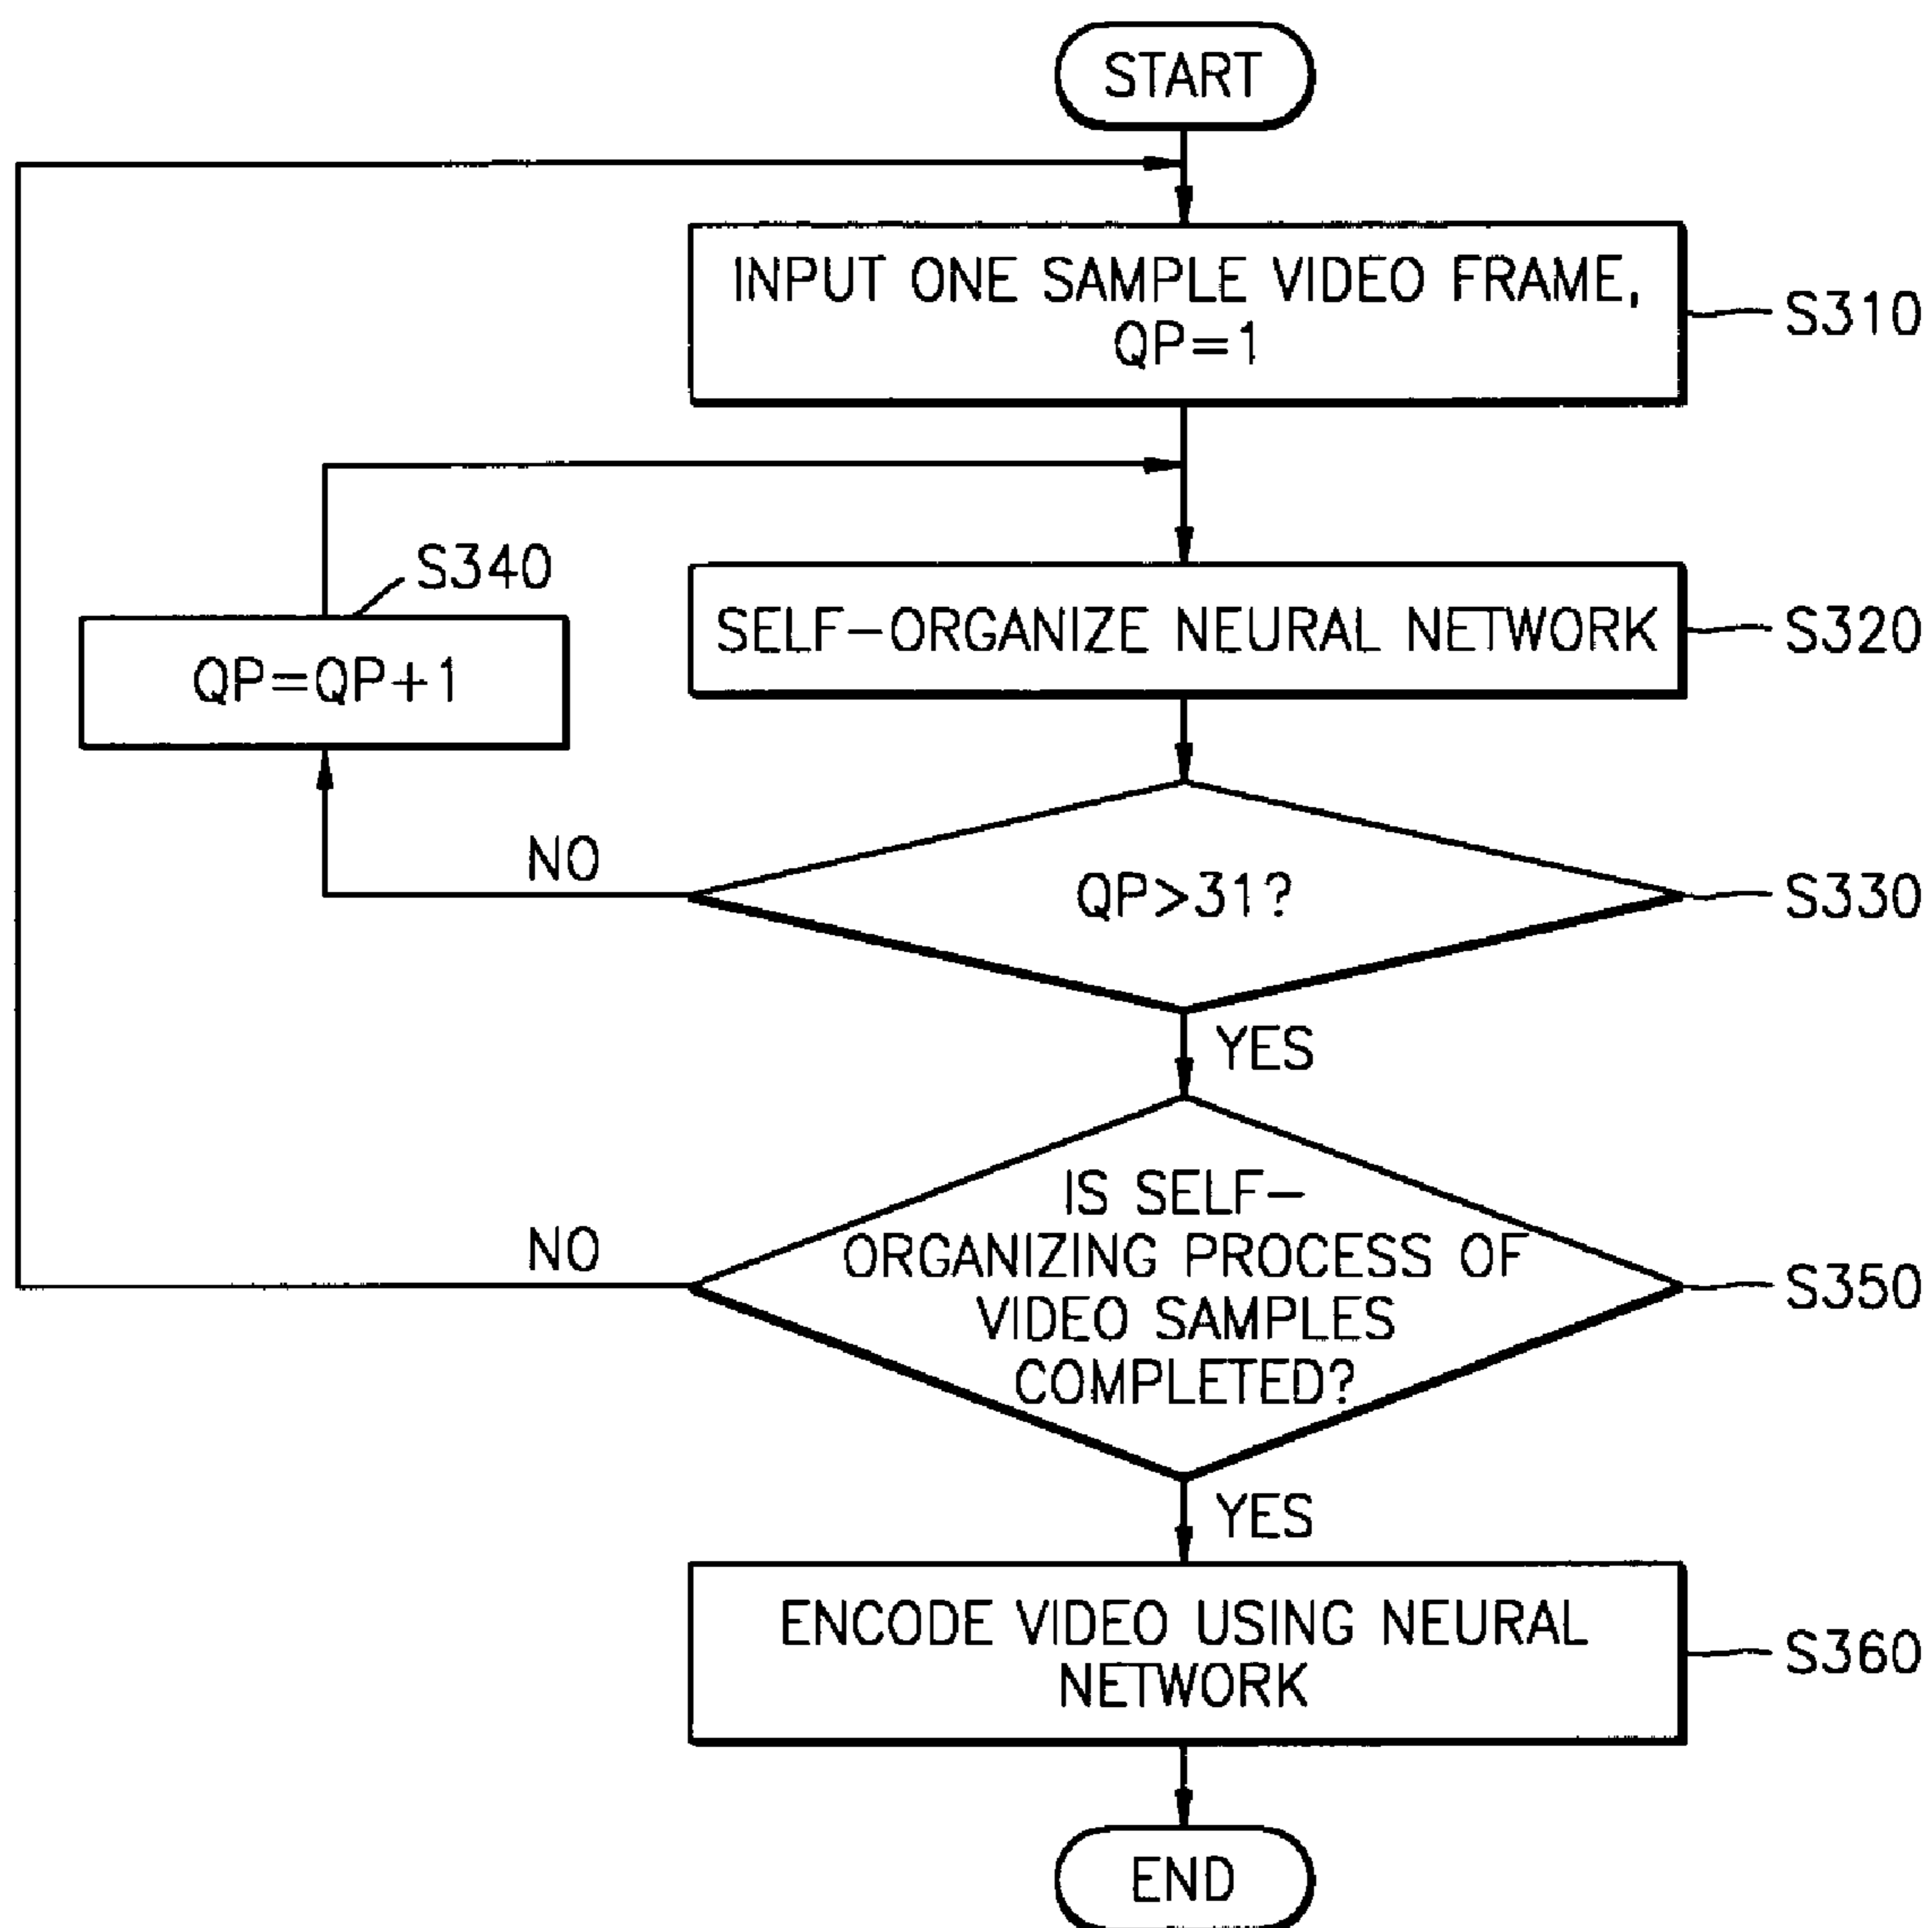 START
INPUT ONE SAMPLE VIDEO FRAME,
QP=1
S310
S340
QP=QP+1
SELF-ORGANIZE NEURAL NETWORK
S320
NO
QP>31?
S330
YES
IS SELF-
ORGANIZING PROCESS OF
VIDEO SAMPLES
COMPLETED?
NO
S350
YES
ENCODE VIDEO USING NEURAL
NETWORK
S360
END